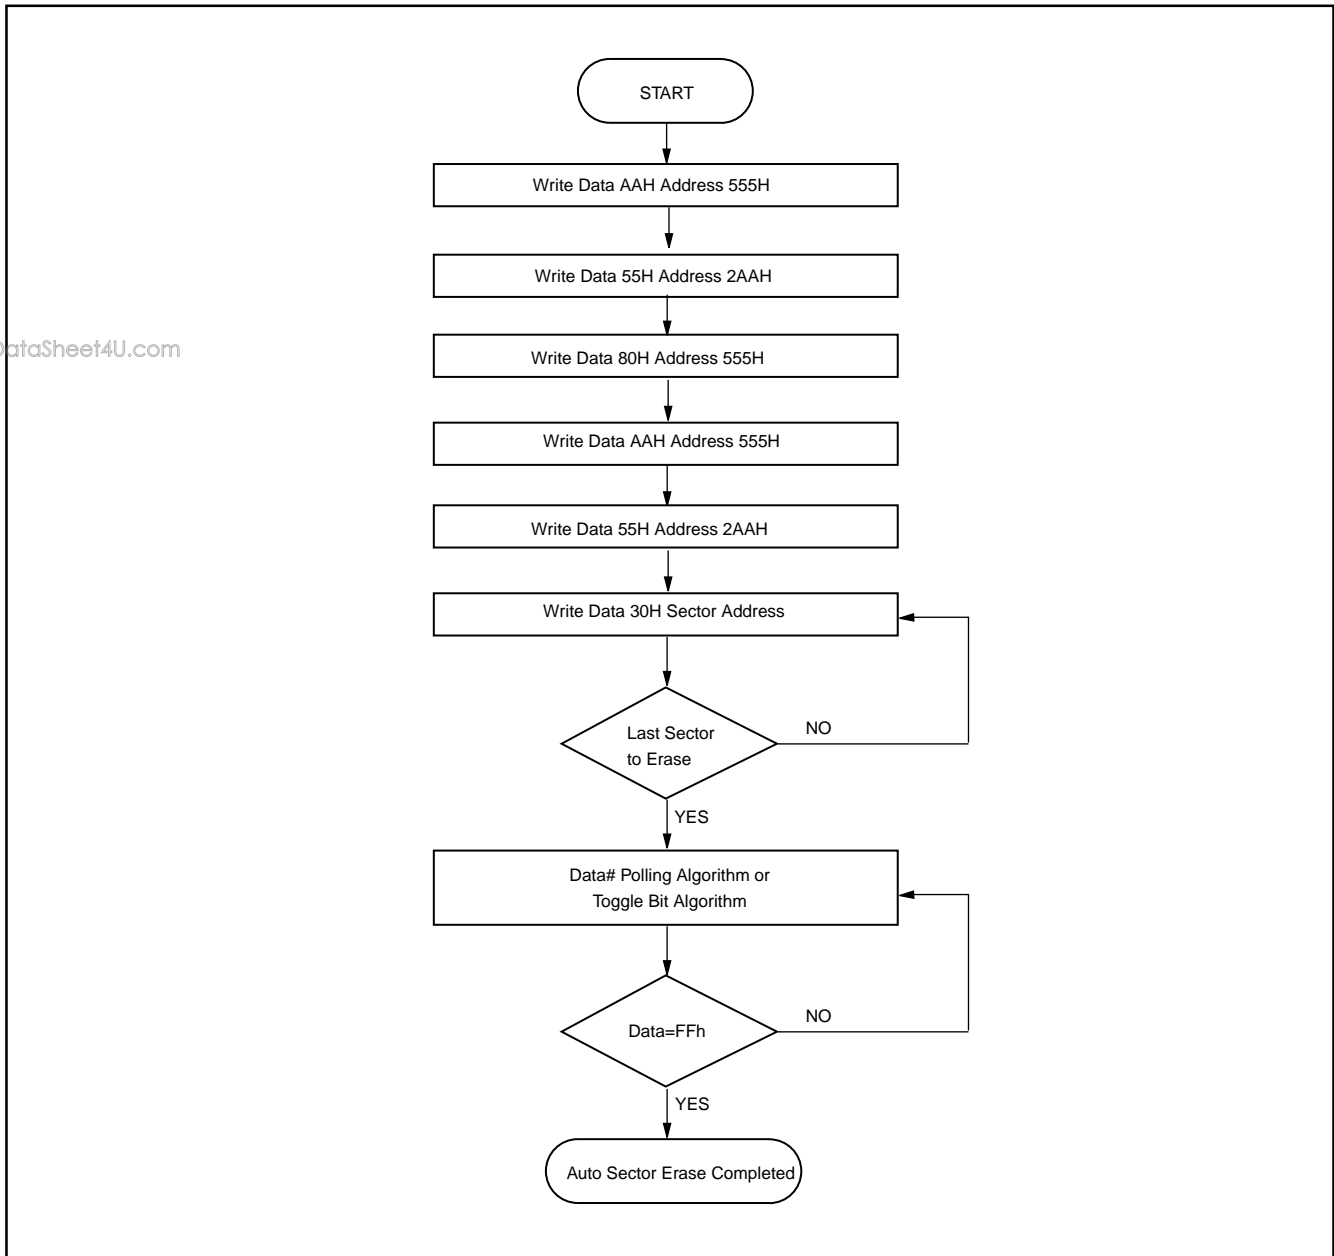 START
Write Data AAH Address 555H
Write Data 55H Address 2AAH
DataSheet4U.com
Write Data 80H Address 555H
Write Data AAH Address 555H
Write Data 55H Address 2AAH
Write Data 30H Sector Address
Last Sector
to Erase
NO
YES
Data# Polling Algorithm or
Toggle Bit Algorithm
Data=FFh
NO
YES
Auto Sector Erase Completed